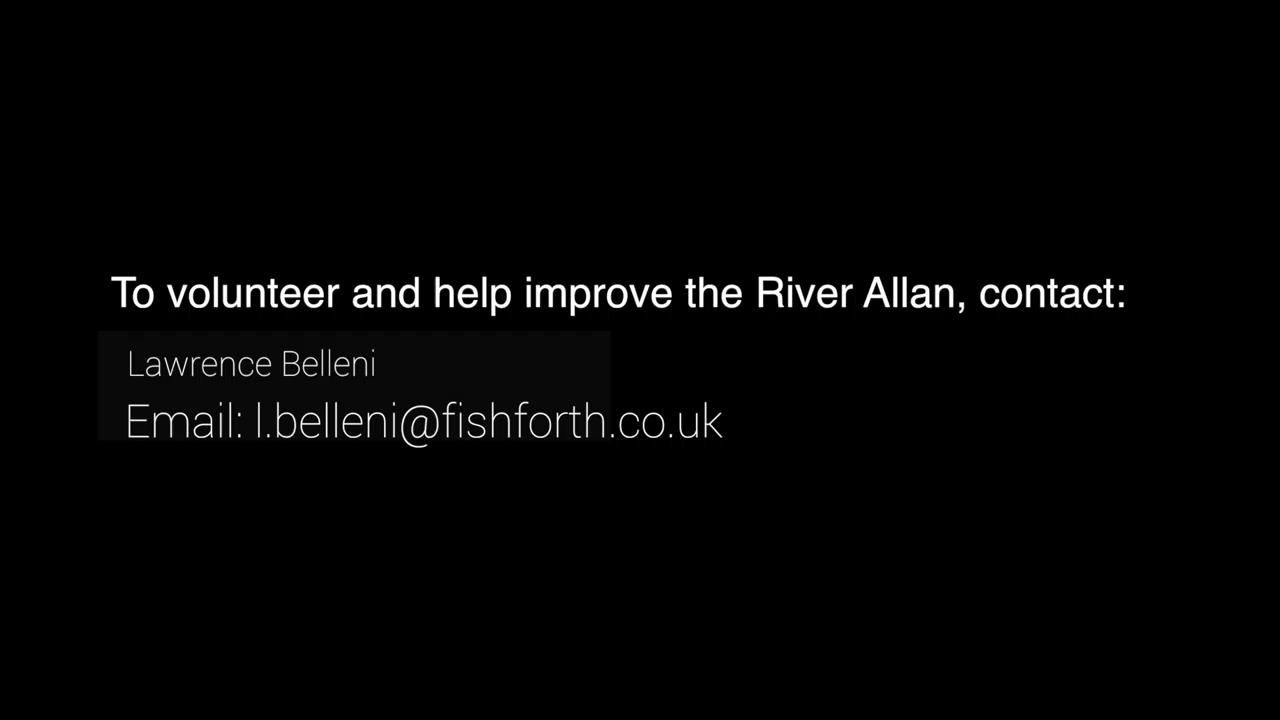 To volunteer and help improve the River Allan, contact:
Lawrence Belleni
Email: l.belleni@fishforth.co.uk